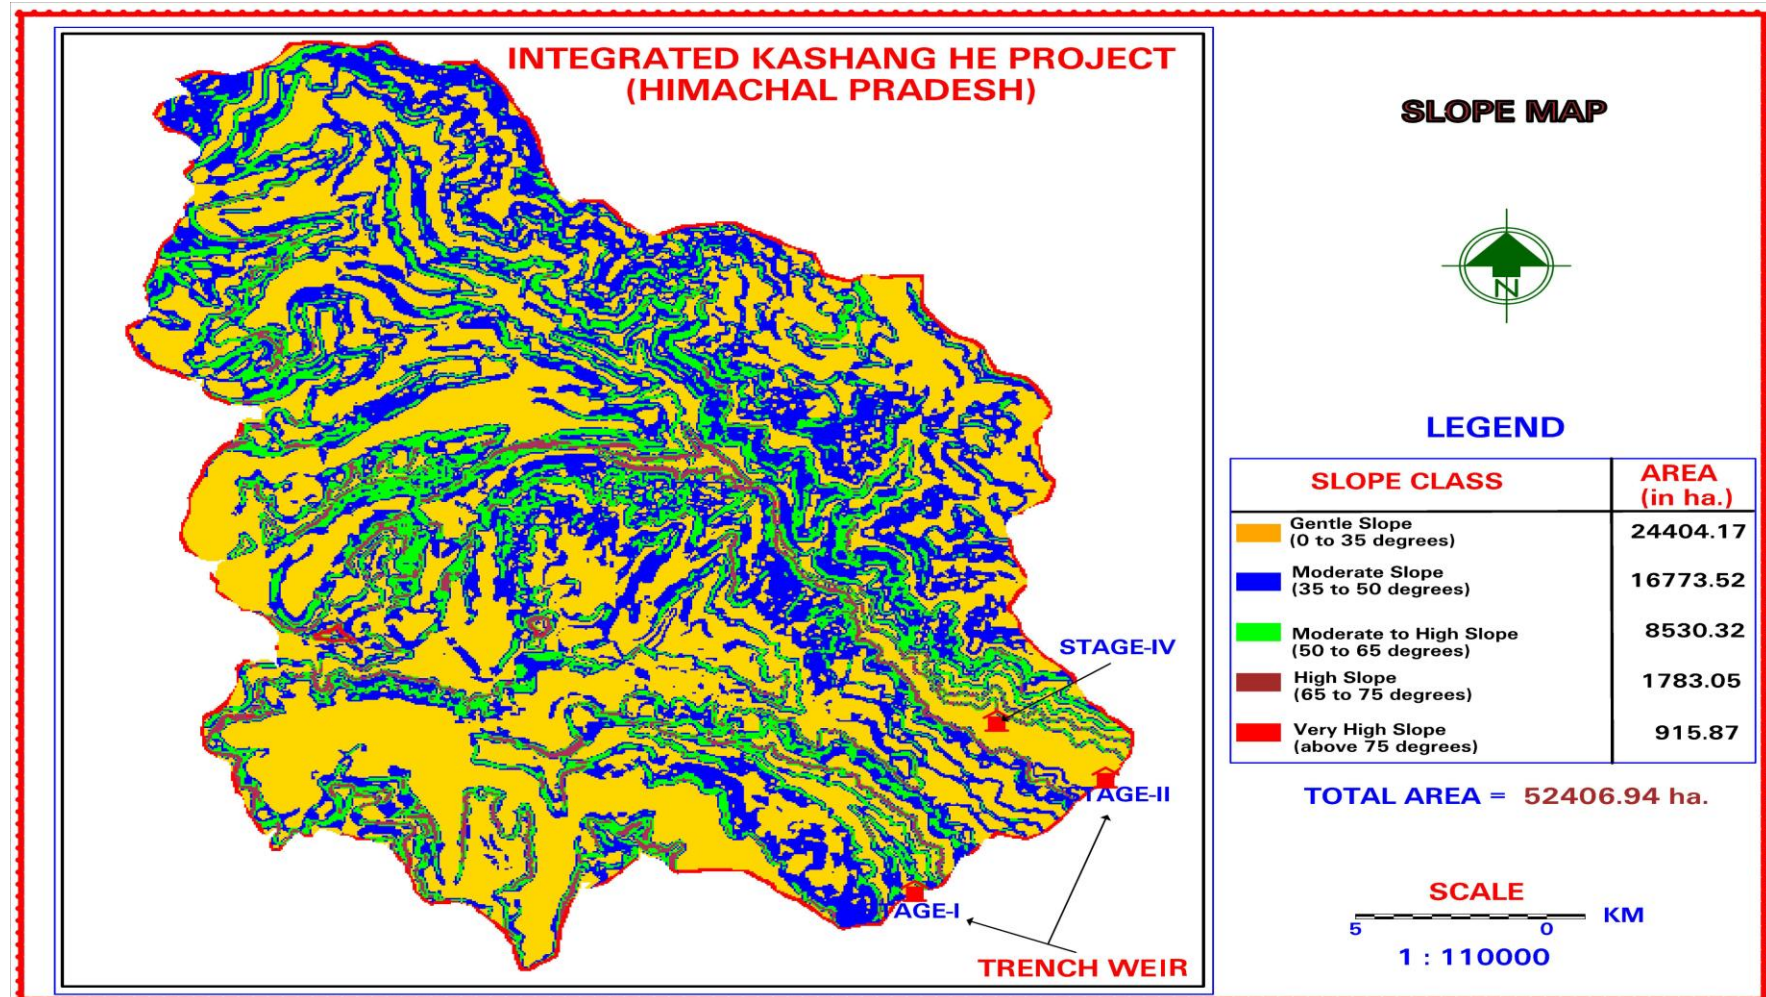 INTEGRATED KASHANG HE PROJECT
(HIMACHAL PRADESH)
SLOPE MAP
N
LEGEND
SLOPE CLASS
AREA
(in ha.)
Gentle Slope
(0 to 35 degrees)
24404.17
Moderate Slope
(35 to 50 degrees)
16773.52
Moderate to High Slope
(50 to 65 degrees)
8530.32
High Slope
(65 to 75 degrees)
1783.05
Very High Slope
(above 75 degrees)
915.87
TOTAL AREA = 52406.94 ha.
SCALE
5 0 KM
1 : 110000
STAGE-IV
STAGE-II
STAGE-I
TRENCH WEIR